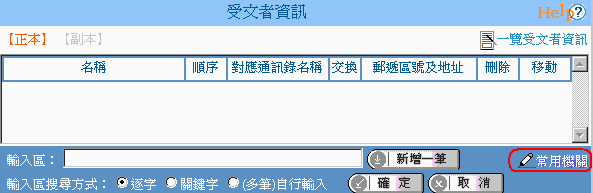 受文者資訊
Help?
【正本】 【副本】
一覽受文者資訊
名稱 順序 對應通訊錄名稱 交換 郵遞區號及地址 刪除 移動
輸入區： 新增一筆 常用機關
輸入區搜尋方式： 逐字 關鍵字 (多筆)自行輸入 確 定 取 消